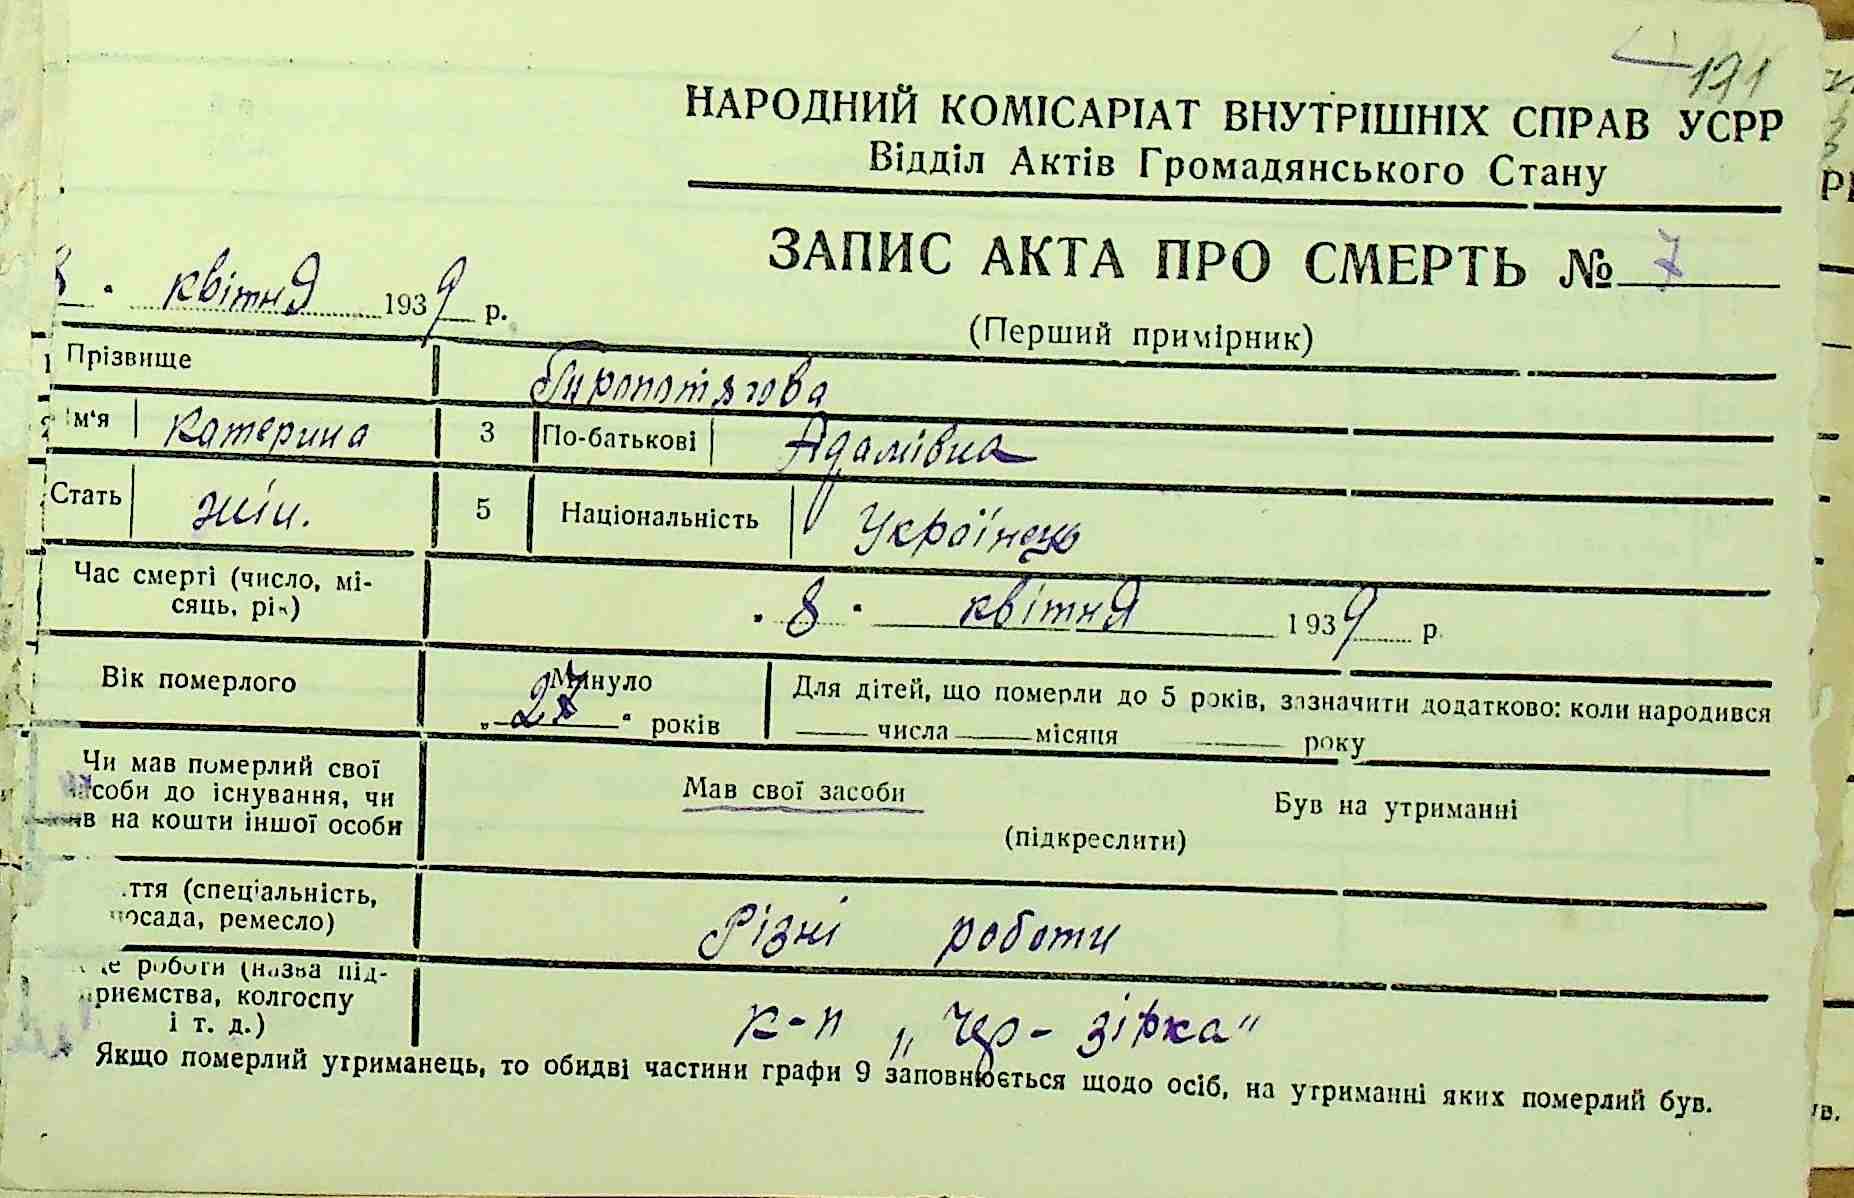 191
НАРОДНИЙ КОМІСАРІАТ ВНУТРІШНІХ СПРАВ УСРР
Відділ Актів Громадянського Стану
ЗАПИС АКТА ПРО СМЕРТЬ № 7
8 " квітня 1939 р.
(Перший примірник)
Прізвище
Катерина 3 По-батькові Адамівна
Стать жін. 5 Національність Українець
Час смерті (число, мі-
сяць, рік) " 8 " квітня 1939 р.
Вік померлого Минуло Для дітей, що померли до 5 років, зазначити додатково: коли народився
„ 27 “ років числа місяця року
Чи мав померлий свої
засоби до існування, чи Мав свої засоби Був на утриманні
на кошти іншої особи (підкреслити)
(спеціальність,
посада, ремесло) Різні роботи
роботи (назва під-
приємства, колгоспу
і т. д.) к-п „Чер-зірка"
Якщо померлий утриманець, то обидві частини графи 9 заповнюється щодо осіб, на утриманні яких померлий був.